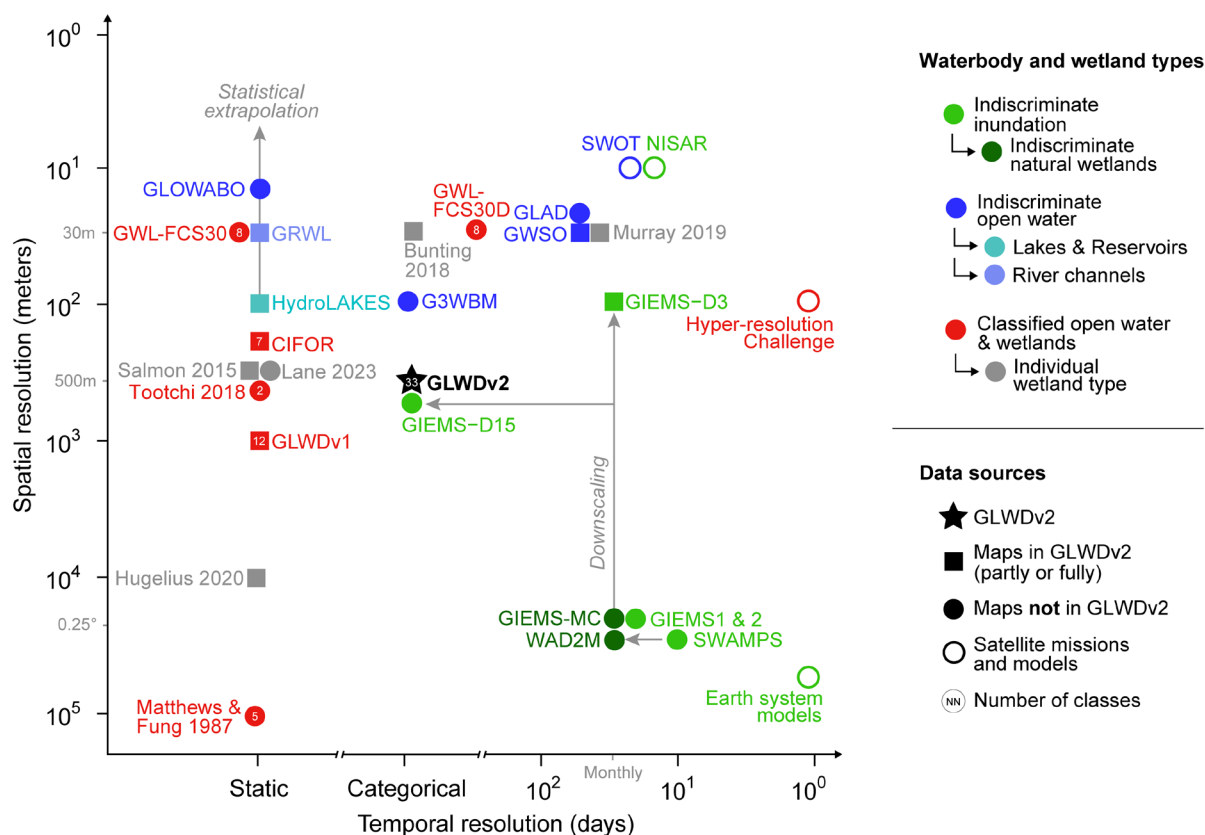 10⁰
Statistical
extrapolation
10¹
SWOT NISAR
GLOWABO
GWL-
FCS30D
8
GLAD
30m
GWL-FCS30
8
GRWL
Bunting
2018
GWSO
Murray 2019
10²
HydroLAKES
G3WBM
GIEMS-D3
Hyper-resolution
Challenge
7
CIFOR
Salmon 2015
Lane 2023
500m
Tootchi 2018
2
33
GLWDv2
GIEMS-D15
10³
12
GLWDv1
Downscaling
10⁴
Hugelius 2020
0.25°
GIEMS-MC
GIEMS1 & 2
WAD2M
SWAMPS
Earth system
models
10⁵
Matthews &
Fung 1987
5
Spatial resolution (meters)
Static
Categorical
10²
Monthly
10¹
10⁰
Temporal resolution (days)
Waterbody and wetland types
Indiscriminate
inundation
Indiscriminate
natural wetlands
Indiscriminate
open water
Lakes & Reservoirs
River channels
Classified open water
& wetlands
Individual
wetland type
Data sources
GLWDv2
Maps in GLWDv2
(partly or fully)
Maps not in GLWDv2
Satellite missions
and models
NN
Number of classes